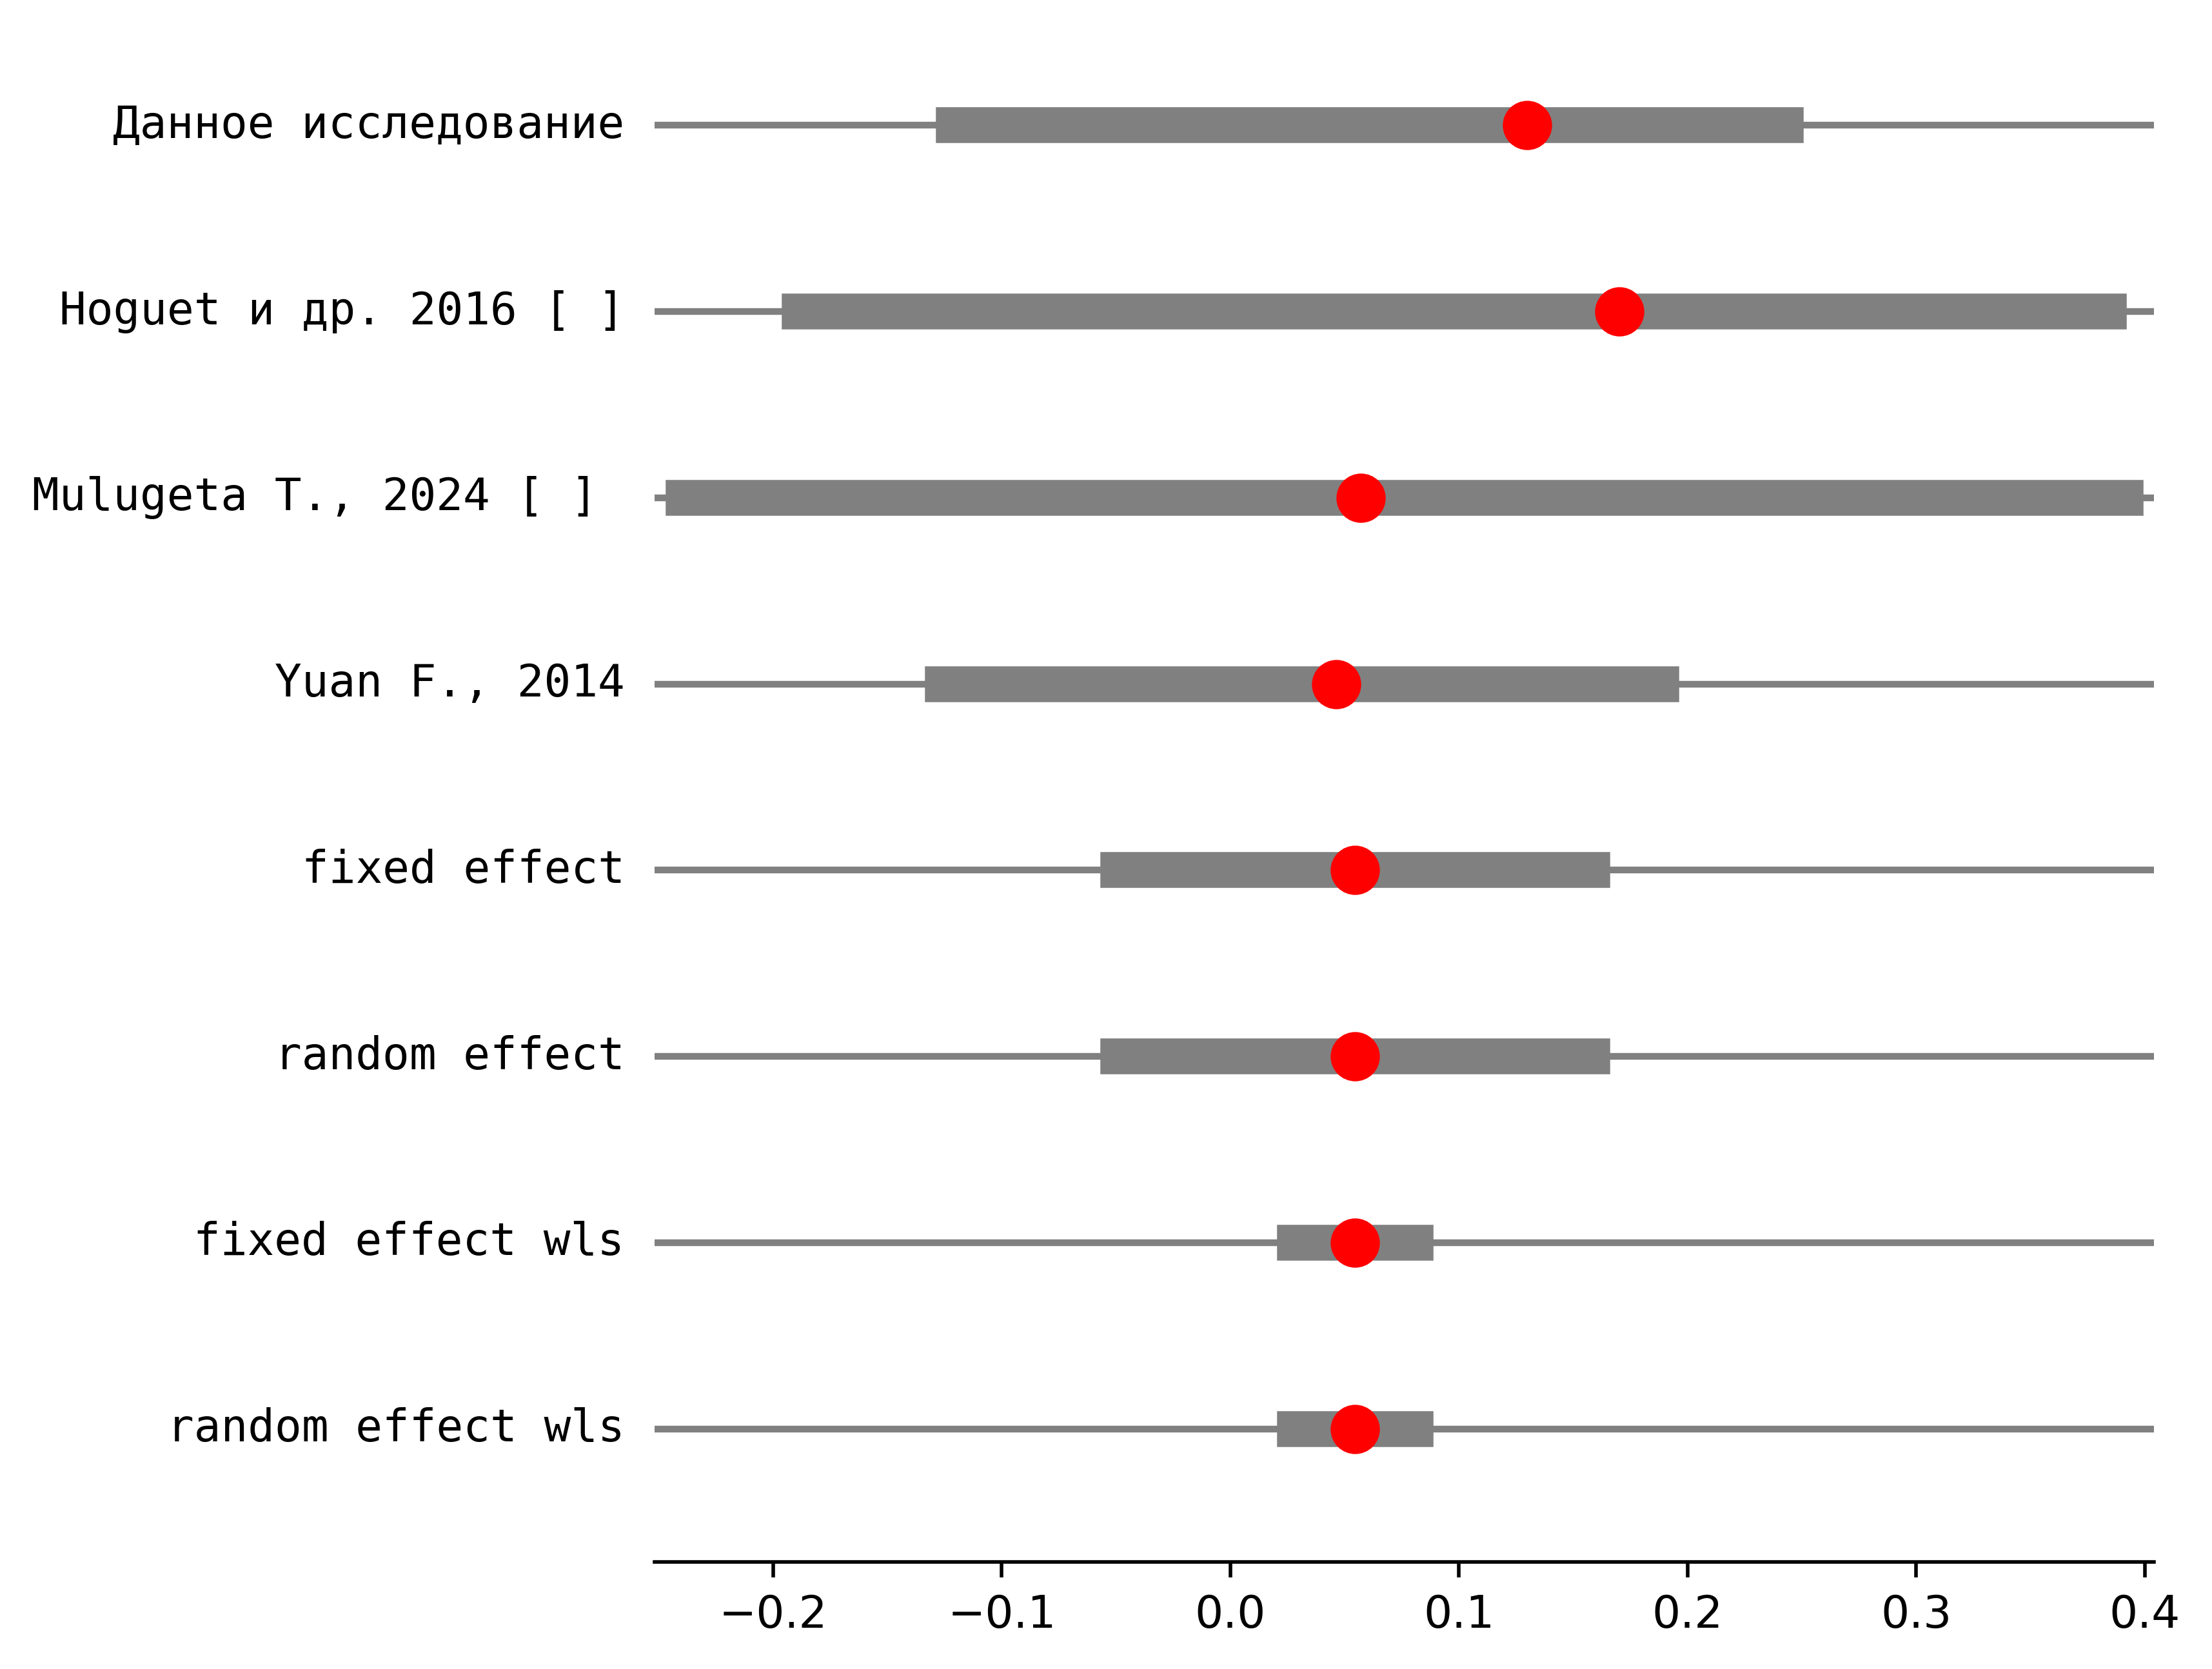 Данное исследование
Hoguet и др. 2016 [ ]
Mulugeta T., 2024 [ ]
Yuan F., 2014
fixed effect
random effect
fixed effect wls
random effect wls
−0.2 −0.1 0.0 0.1 0.2 0.3 0.4